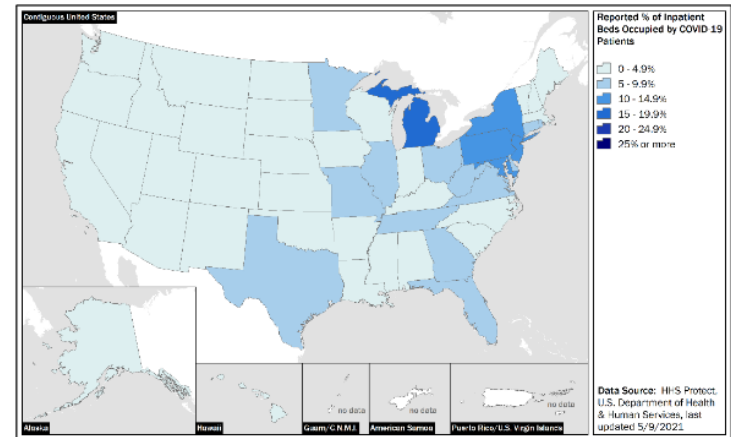 Contiguous United States
Reported % of Inpatient
Beds Occupied by COVID-19
Patients
0 - 4.9%
5 - 9.9%
10 - 14.9%
15 - 19.9%
20 - 24.9%
25% or more
no data
no data
no data
no data
Alaska
Hawaii
Guam/C.N.M.I.
American Samoa
Puerto Rico/U.S. Virgin Islands
Data Source: HHS Protect,
U.S. Department of Health
& Human Services, last
updated 5/9/2021